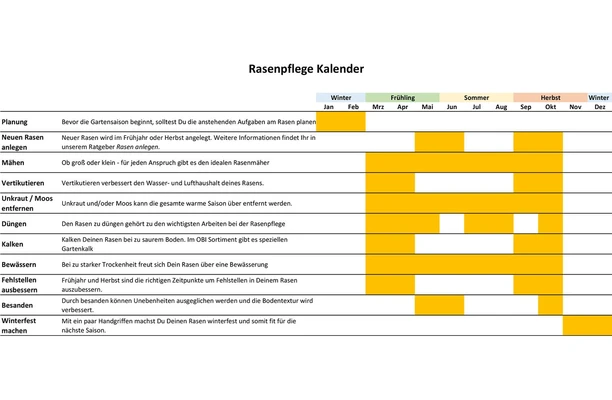 Rasenpflege Kalender
Winter Frühling Sommer Herbst Winter
Jan Feb Mrz Apr Mai Jun Jul Aug Sep Okt Nov Dez
Planung Bevor die Gartensaison beginnt, solltest Du die anstehenden Aufgaben am Rasen planen
Neuen Rasen anlegen Neuer Rasen wird im Frühjahr oder Herbst angelegt. Weitere Informationen findet Ihr in
unserem Ratgeber Rasen anlegen.
Mähen Ob groß oder klein - für jeden Anspruch gibt es den idealen Rasenmäher
Vertikutieren Vertikutieren verbessert den Wasser- und Lufthaushalt deines Rasens.
Unkraut / Moos
entfernen Unkraut und/oder Moos kann die gesamte warme Saison über entfernt werden.
Düngen Den Rasen zu düngen gehört zu den wichtigsten Arbeiten bei der Rasenpflege
Kalken Kalken Deinen Rasen bei zu saurem Boden. Im OBI Sortiment gibt es speziellen
Gartenkalk
Bewässern Bei zu starker Trockenheit freut sich Dein Rasen über eine Bewässerung
Fehlstellen
ausbessern Frühjahr und Herbst sind die richtigen Zeitpunkte um Fehlstellen in Deinem Rasen
auszubessern.
Besanden Durch besanden können Unebenheiten ausgeglichen werden und die Bodentextur wird
verbessert.
Winterfest
machen Mit ein paar Handgriffen machst Du Deinen Rasen winterfest und somit fit für die
nächste Saison.